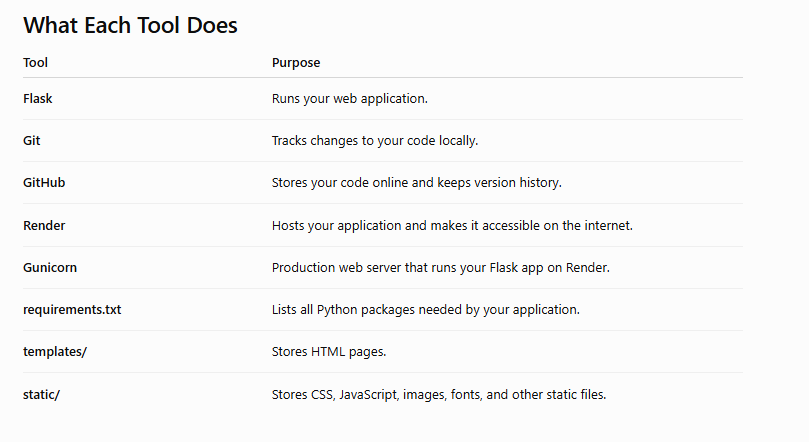 What Each Tool Does
Tool Purpose
Flask Runs your web application.
Git Tracks changes to your code locally.
GitHub Stores your code online and keeps version history.
Render Hosts your application and makes it accessible on the internet.
Gunicorn Production web server that runs your Flask app on Render.
requirements.txt Lists all Python packages needed by your application.
templates/ Stores HTML pages.
static/ Stores CSS, JavaScript, images, fonts, and other static files.